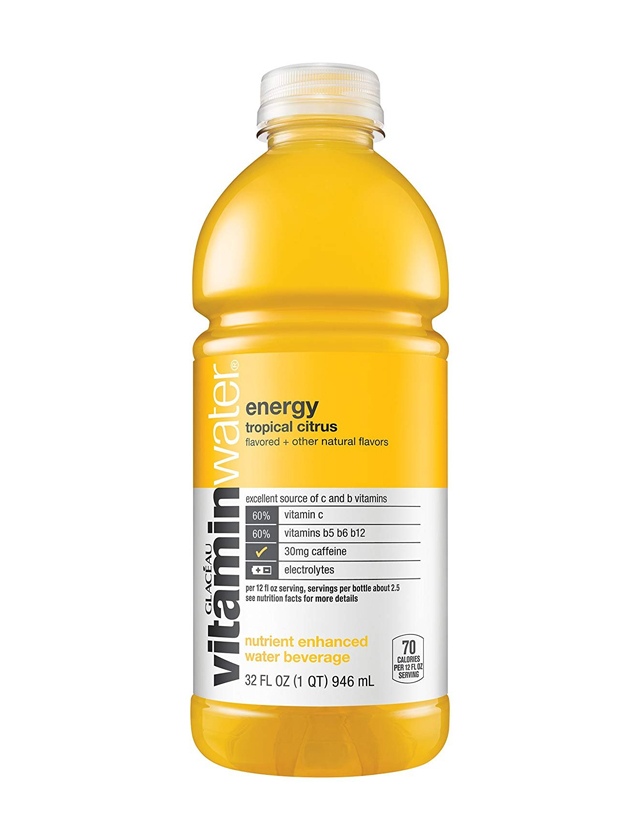 GLACÉAU
vitaminwater®
energy
tropical citrus
flavored + other natural flavors
excellent source of c and b vitamins
60% vitamin c
60% vitamins b5 b6 b12
✓ 30mg caffeine
electrolytes
per 12 fl oz serving, servings per bottle about 2.5
see nutrition facts for more details
nutrient enhanced
water beverage
32 FL OZ (1 QT) 946 mL
70
CALORIES
PER 12 FL OZ
SERVING